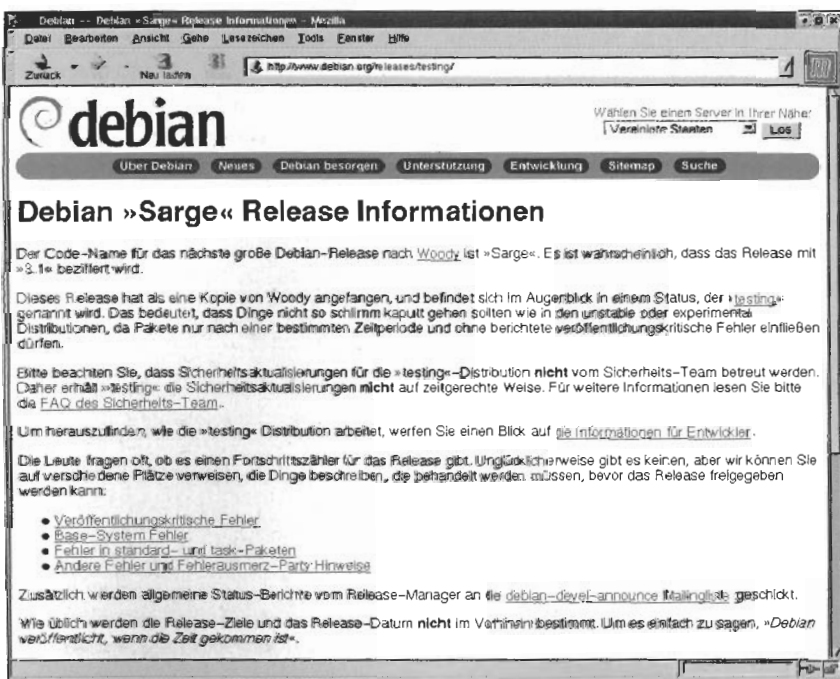 Debian -- Debian »Sarge« Release Informationen - Mozilla
Datei Bearbeiten Ansicht Gehe Lesezeichen Tools Fenster Hilfe
Zurück Neu laden http://www.debian.org/releases/testing/
debian
Wählen Sie einen Server in Ihrer Nähe:
Vereinigte Staaten Los
Über Debian Neues Debian besorgen Unterstützung Entwicklung Sitemap Suche
Debian »Sarge« Release Informationen
Der Code-Name für das nächste große Debian-Release nach Woody ist »Sarge«. Es ist wahrscheinlich, dass das Release mit
»3.1« beziffert wird.
Dieses Release hat als eine Kopie von Woody angefangen, und befindet sich im Augenblick in einem Status, der »testing«
genannt wird. Das bedeutet, dass Dinge nicht so schlimm kaputt gehen sollten wie in den unstable oder experimental
Distributionen, da Pakete nur nach einer bestimmten Zeitperiode und ohne berichtete veröffentlichungskritische Fehler einfließen
dürfen.
Bitte beachten Sie, dass Sicherheitsaktualisierungen für die »testing«-Distribution nicht vom Sicherheits-Team betreut werden.
Daher erhält »testing« die Sicherheitsaktualisierungen nicht auf zeitgerechte Weise. Für weitere Informationen lesen Sie bitte
die FAQ des Sicherheits-Team.
Um herauszufinden, wie die »testing« Distribution arbeitet, werfen Sie einen Blick auf die Informationen für Entwickler.
Die Leute fragen oft, ob es einen Fortschrittszähler für das Release gibt. Unglücklicherweise gibt es keinen, aber wir können Sie
auf verschiedene Plätze verweisen, die Dinge beschreiben, die behandelt werden müssen, bevor das Release freigegeben
werden kann:
• Veröffentlichungskritische Fehler
• Base-System Fehler
• Fehler in standard- und task-Paketen
• Andere Fehler und Fehlerausmerz-Party Hinweise
Zusätzlich werden allgemeine Status-Berichte vom Release-Manager an die debian-devel-announce Mailingliste geschickt.
Wie üblich werden die Release-Ziele und das Release-Datum nicht im Vorhinein bestimmt. Um es einfach zu sagen, »Debian
veröffentlicht, wenn die Zeit gekommen ist«.